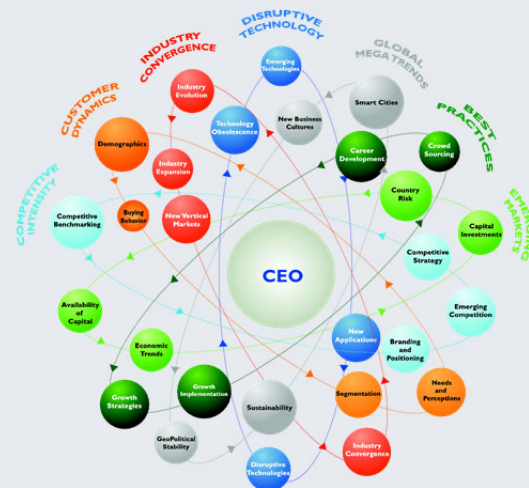 DISRUPTIVE
TECHNOLOGY
INDUSTRY
CONVERGENCE
GLOBAL
MEGA TRENDS
CUSTOMER
DYNAMICS
BEST
PRACTICES
COMPETITIVE
INTENSITY
EMERGING
MARKETS
Emerging
Technologies
Industry
Evolution
Smart Cities
Technology
Obsolescence
New Business
Cultures
Demographics
Career
Development
Crowd
Sourcing
Industry
Expansion
Country
Risk
Competitive
Benchmarking
Buying
Behavior
New Vertical
Markets
Capital
Investments
Competitive
Strategy
CEO
Availability
of
Capital
Emerging
Competition
Economic
Trends
New
Applications
Branding
and
Positioning
Growth
Strategies
Growth
Implementation
Sustainability
Segmentation
Needs
and
Perceptions
GeoPolitical
Stability
Disruptive
Technologies
Industry
Convergence